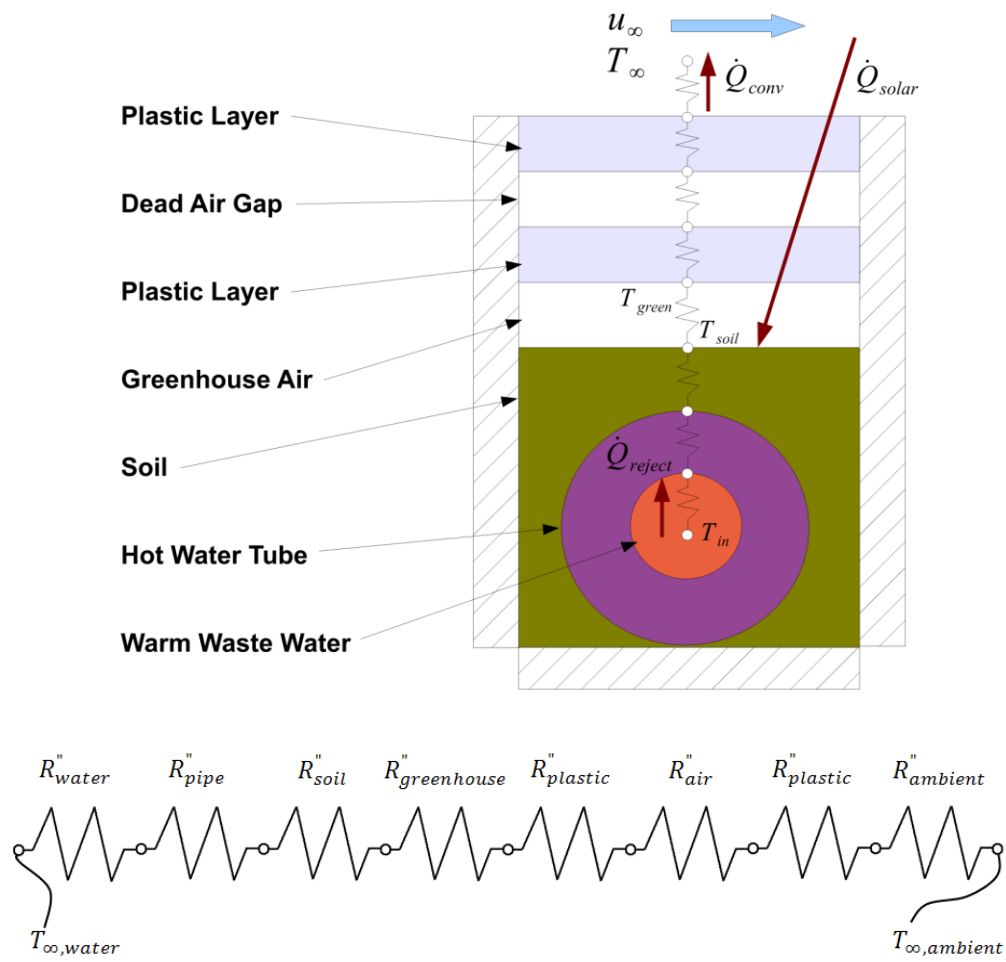 u∞
T∞
Q̇conv
Q̇solar
Plastic Layer
Dead Air Gap
Plastic Layer
Tgreen
Tsoil
Greenhouse Air
Soil
Q̇reject
Tin
Hot Water Tube
Warm Waste Water
R"water R"pipe R"soil R"greenhouse R"plastic R"air R"plastic R"ambient
T∞,water T∞,ambient